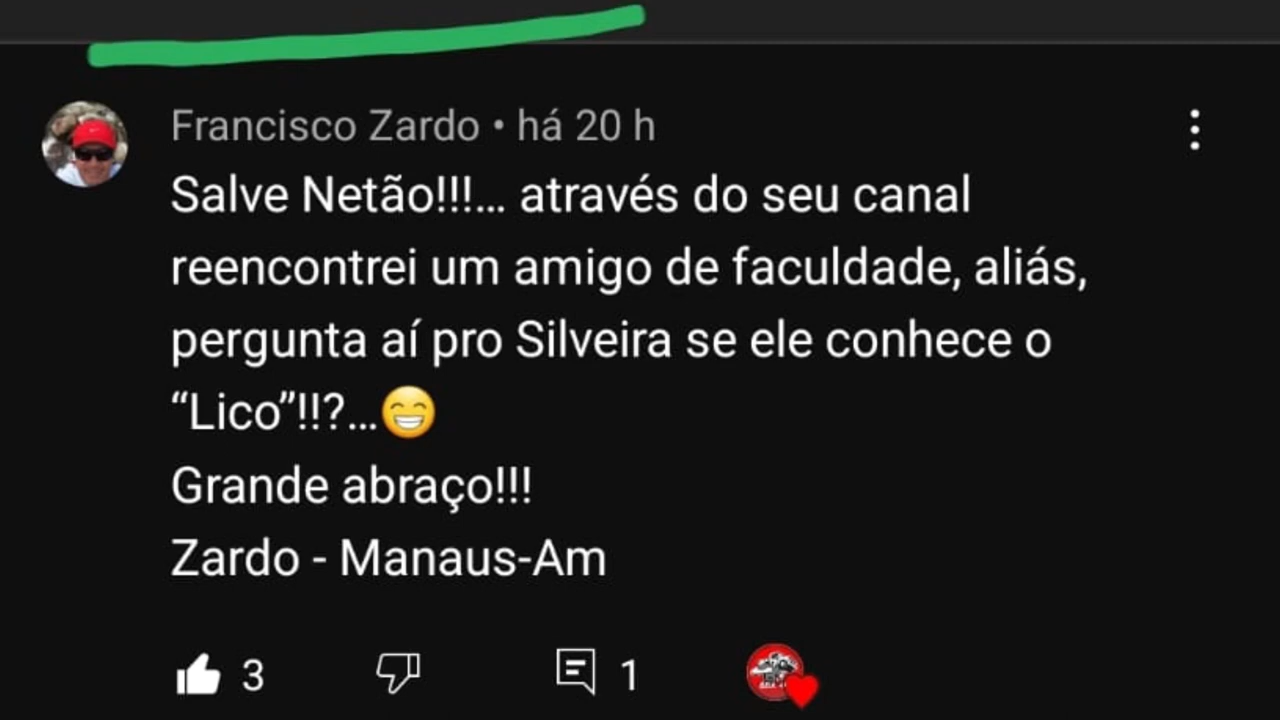 Francisco Zardo • há 20 h
Salve Netão!!!... através do seu canal
reencontrei um amigo de faculdade, aliás,
pergunta aí pro Silveira se ele conhece o
“Lico”!!?...😁
Grande abraço!!!
Zardo - Manaus-Am
3 1